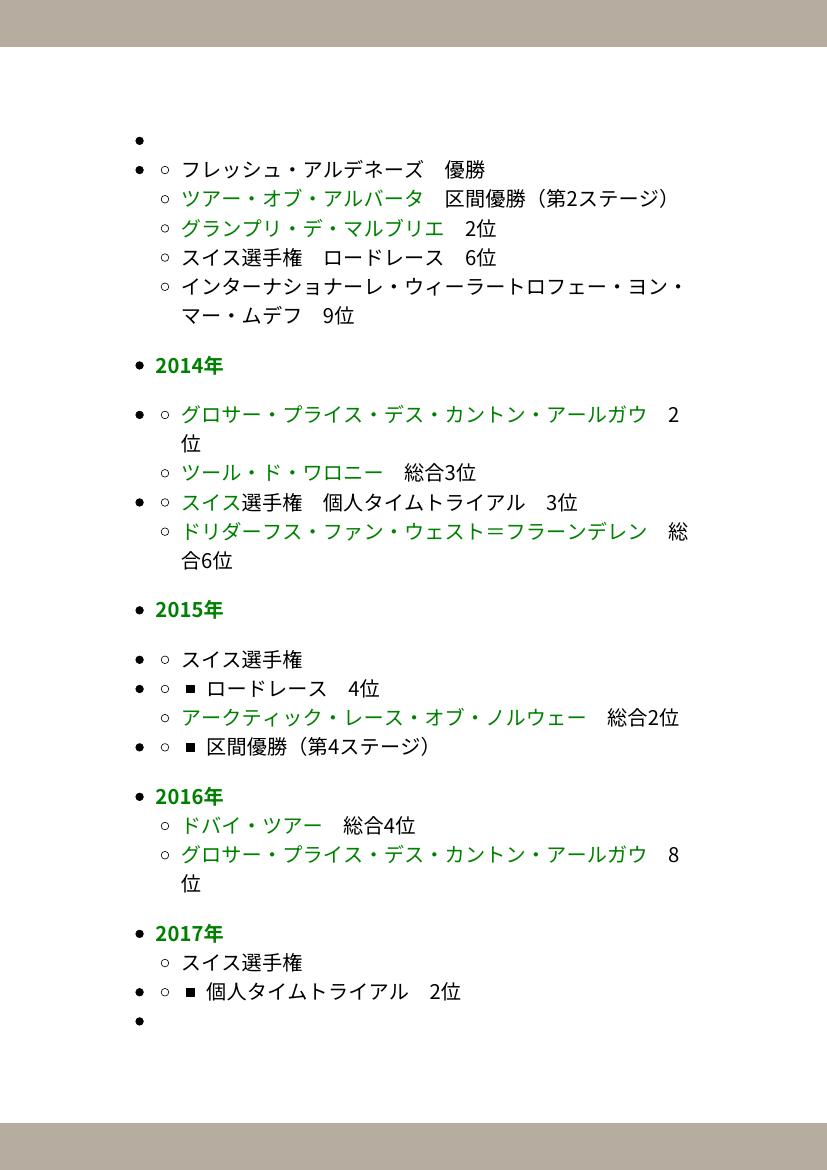 フレッシュ・アルデネーズ　優勝
ツアー・オブ・アルバータ　区間優勝（第2ステージ）
グランプリ・デ・マルブリエ　2位
スイス選手権　ロードレース　6位
インターナショナーレ・ウィーラートロフェー・ヨン・
マー・ムデフ　9位
2014年
グロサー・プライス・デス・カントン・アールガウ　2
位
ツール・ド・ワロニー　総合3位
スイス選手権　個人タイムトライアル　3位
ドリダーフス・ファン・ウェスト＝フラーンデレン　総
合6位
2015年
スイス選手権
ロードレース　4位
アークティック・レース・オブ・ノルウェー　総合2位
区間優勝（第4ステージ）
2016年
ドバイ・ツアー　総合4位
グロサー・プライス・デス・カントン・アールガウ　8
位
2017年
スイス選手権
個人タイムトライアル　2位